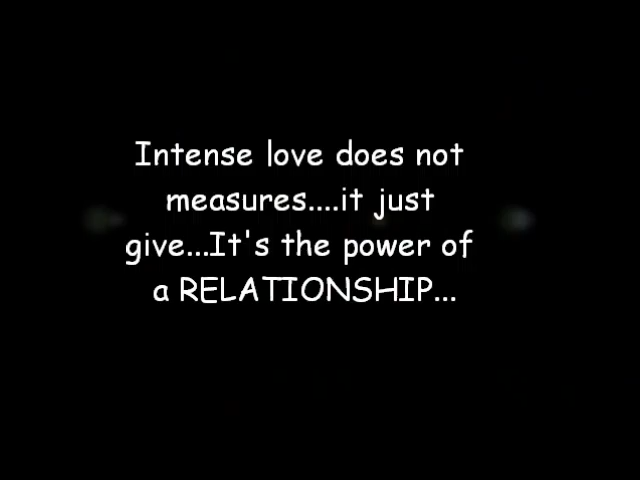 Intense love does not
measures....it just
give...It's the power of
a RELATIONSHIP...